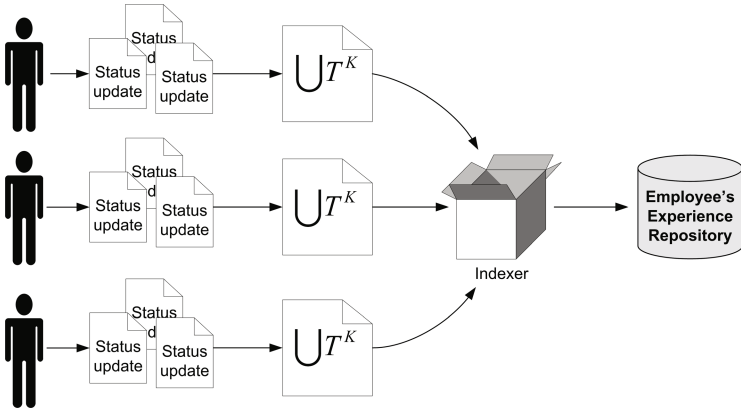 Status
update
Status
update
Status
d
⋃T^K
Status
update
Status
update
Status
d
⋃T^K
Employee's
Experience
Repository
Indexer
Status
update
Status
update
Status
d
⋃T^K